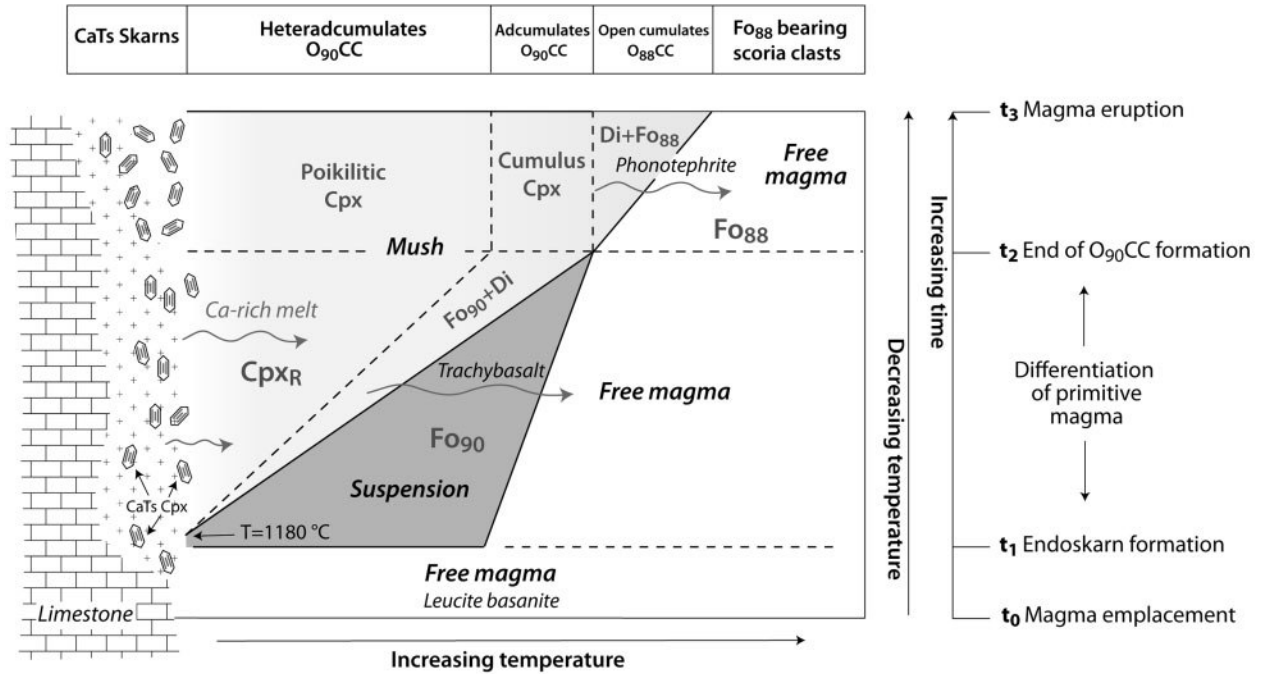 CaTs Skarns
Heteradcumulates
O90CC
Adcumulates
O90CC
Open cumulates
O88CC
Fo88 bearing
scoria clasts
Poikilitic
Cpx
Cumulus
Cpx
Di+Fo88
Phonotephrite
Free
magma
Fo88
Mush
Ca-rich melt
Fo90+Di
CpxR
Trachybasalt
Free magma
Fo90
Suspension
CaTs Cpx
T=1180 °C
Free magma
Leucite basanite
Limestone
Increasing temperature
Decreasing temperature
Increasing time
t3 Magma eruption
t2 End of O90CC formation
Differentiation
of primitive
magma
t1 Endoskarn formation
t0 Magma emplacement